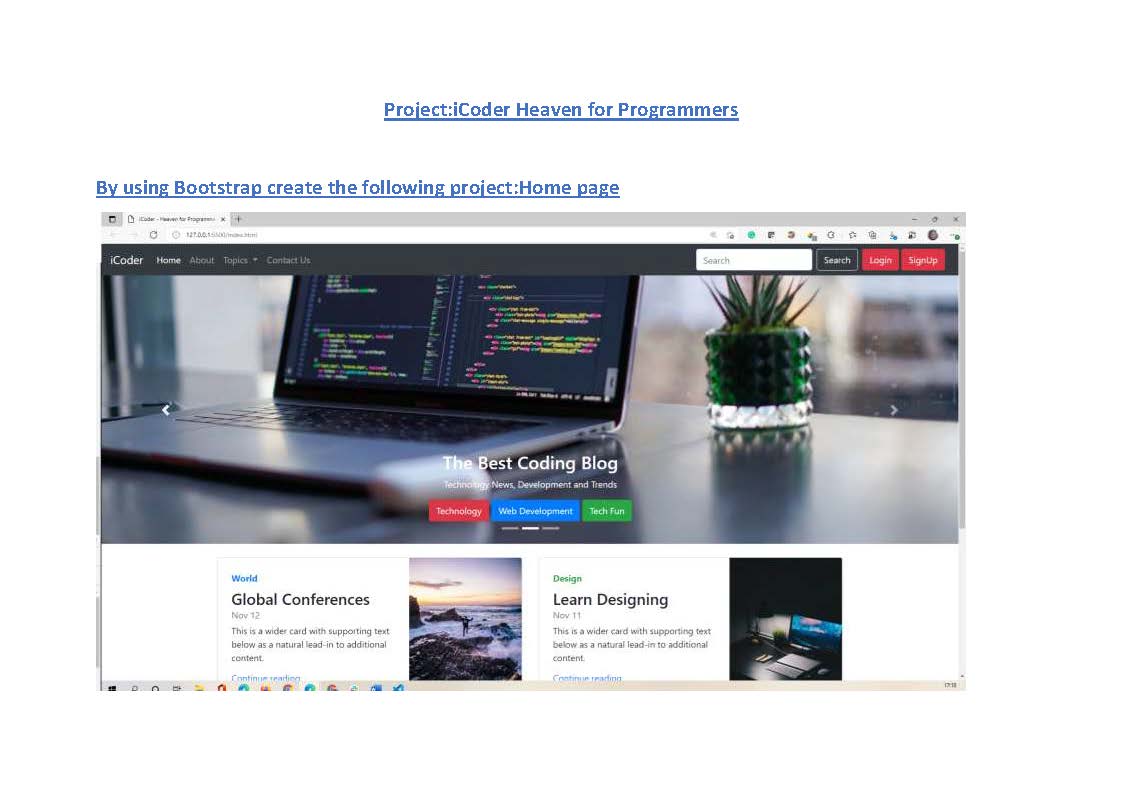 Project:iCoder Heaven for Programmers
By using Bootstrap create the following project:Home page
iCoder - Heaven for Programm
127.0.0.1:5500/index.html
iCoder Home About Topics Contact Us Search Search Login SignUp
The Best Coding Blog
Technology News, Development and Trends
Technology Web Development Tech Fun
World
Global Conferences
Nov 12
This is a wider card with supporting text
below as a natural lead-in to additional
content.
Continue reading
Design
Learn Designing
Nov 11
This is a wider card with supporting text
below as a natural lead-in to additional
content.
Continue reading
17:18